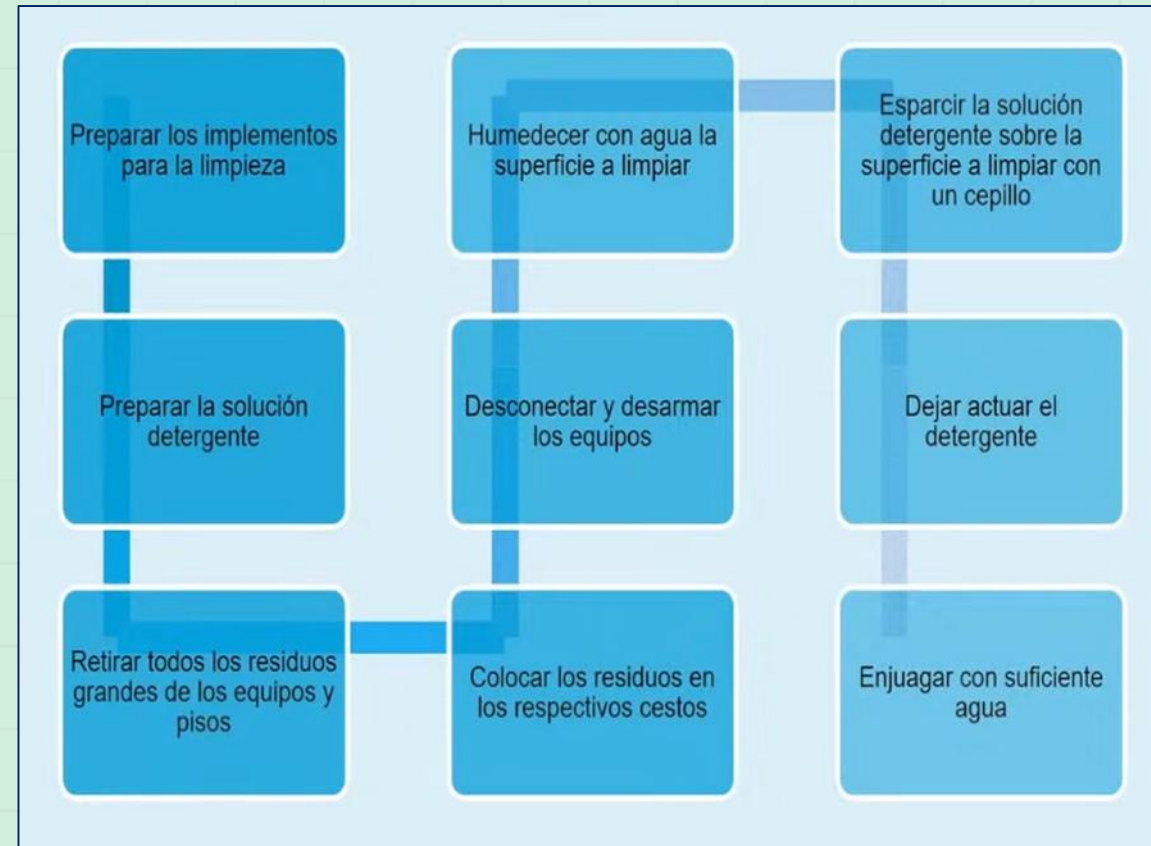 Preparar los implementos
para la limpieza
Preparar la solución
detergente
Retirar todos los residuos
grandes de los equipos y
pisos
Colocar los residuos en
los respectivos cestos
Desconectar y desarmar
los equipos
Humedecer con agua la
superficie a limpiar
Esparcir la solución
detergente sobre la
superficie a limpiar con
un cepillo
Dejar actuar el
detergente
Enjuagar con suficiente
agua